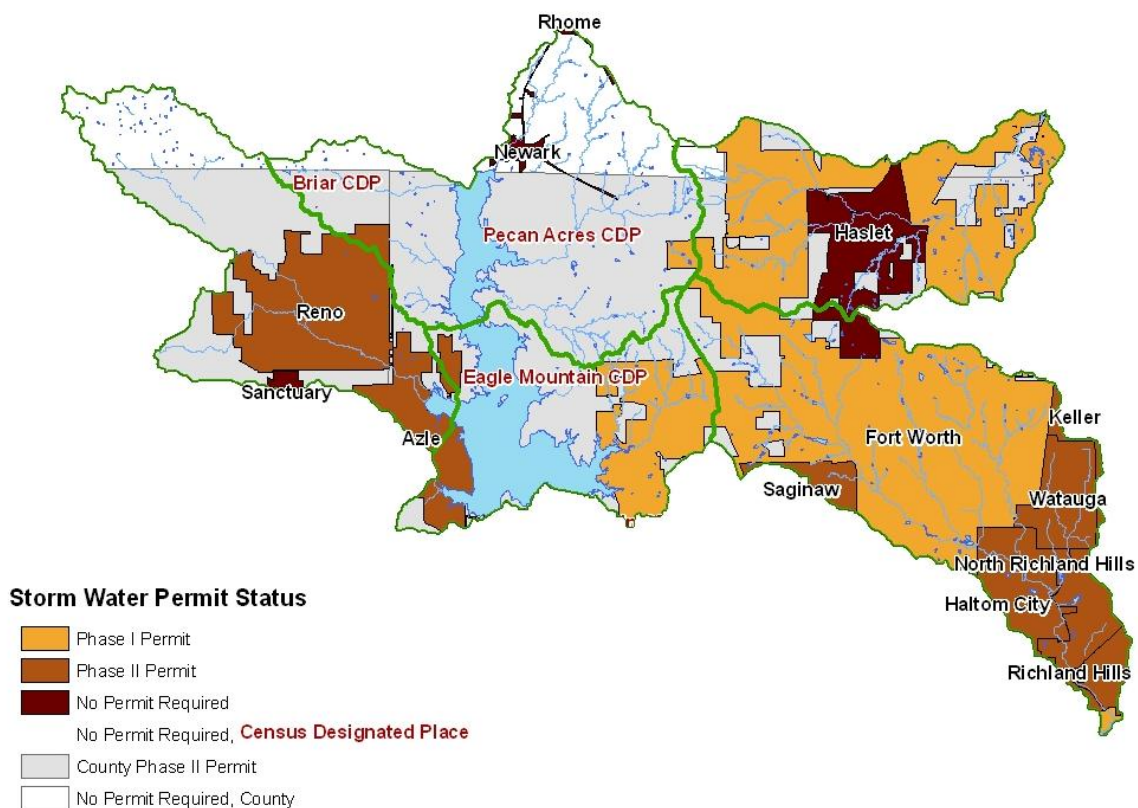 Rhome
Newark
Briar CDP
Pecan Acres CDP
Haslet
Reno
Eagle Mountain CDP
Sanctuary
Azle
Keller
Fort Worth
Saginaw
Watauga
North Richland Hills
Haltom City
Richland Hills
Storm Water Permit Status
Phase I Permit
Phase II Permit
No Permit Required
No Permit Required, Census Designated Place
County Phase II Permit
No Permit Required, County